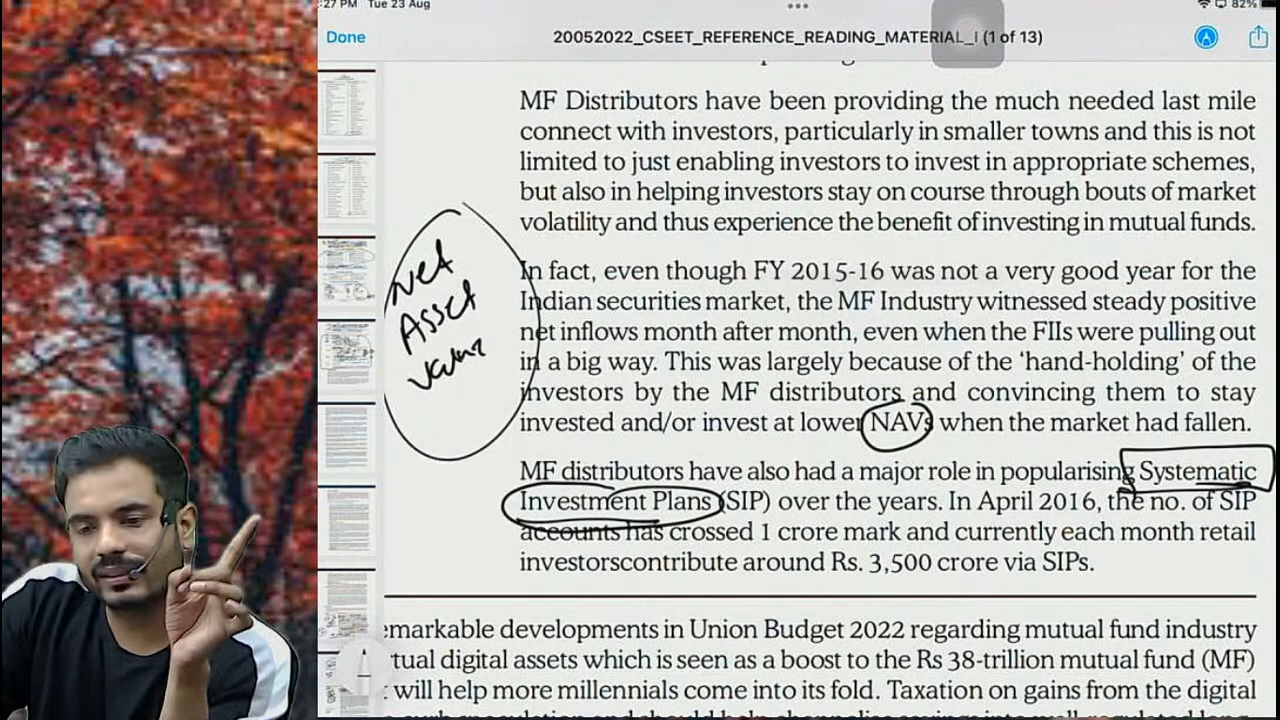 :27 PM Tue 23 Aug
82%
Done
20052022_CSEET_REFERENCE_READING_MATERIAL_I (1 of 13)
MF Distributors have been providing the much needed last mile
connect with investors, particularly in smaller towns and this is not
limited to just enabling investors to invest in appropriate schemes,
but also in helping investors stay on course through bouts of market
volatility and thus experience the benefit of investing in mutual funds.
Net
Asset
Value
In fact, even though FY 2015-16 was not a very good year for the
Indian securities market, the MF Industry witnessed steady positive
net inflows month after month, even when the FIIs were pulling out
in a big way. This was largely because of the ‘hand-holding’ of the
investors by the MF distributors and convincing them to stay
invested and/or invest at lower NAVs when the market had fallen.
MF distributors have also had a major role in popularising Systematic
Investment Plans (SIP) over the years. In April 2016, the no. of SIP
accounts has crossed 1 crore mark and currently each month retail
investorscontribute around Rs. 3,500 crore via SIPs.
emarkable developments in Union Budget 2022 regarding mutual fund industry
rtual digital assets which is seen as a boost to the Rs 38-trillion mutual fund (MF)
will help more millennials come into its fold. Taxation on gains from the digital